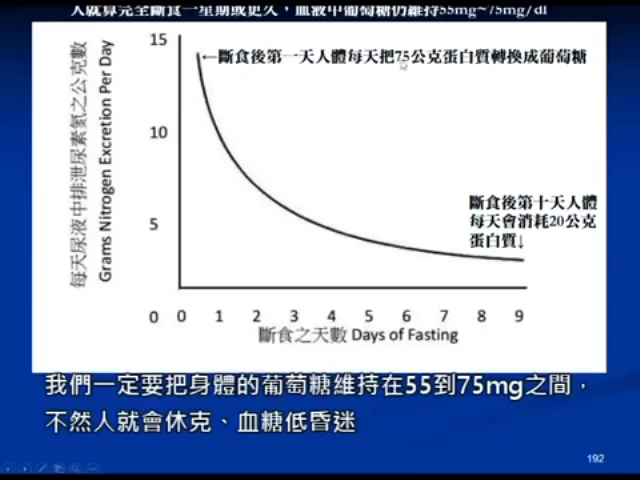 人就算完全斷食一星期或更久，血液中葡萄糖仍維持55mg~75mg/dl
15
←斷食後第一天人體每天把75公克蛋白質轉換成葡萄糖
每天尿液中排泄尿素氮之公克數
Grams Nitrogen Excretion Per Day
10
斷食後第十天人體
每天會消耗20公克
蛋白質↓
5
0 0 1 2 3 4 5 6 7 8 9
斷食之天數 Days of Fasting
我們一定要把身體的葡萄糖維持在55到75mg之間，
不然人就會休克、血糖低昏迷
192